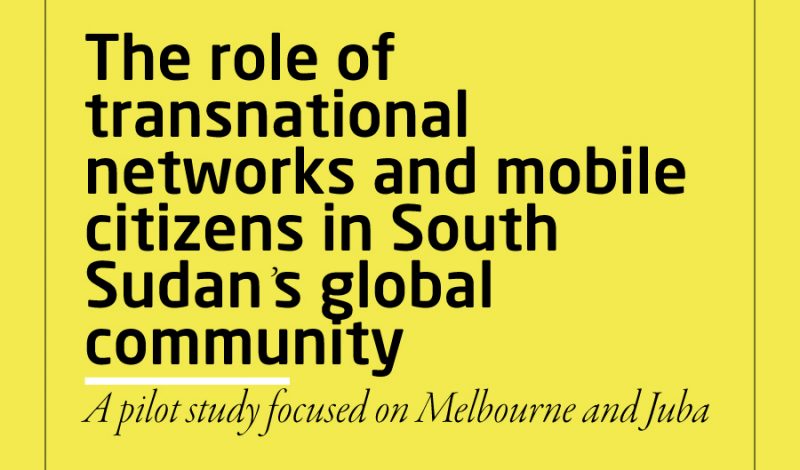 The role of
transnational
networks and mobile
citizens in South
Sudan’s global
community
A pilot study focused on Melbourne and Juba